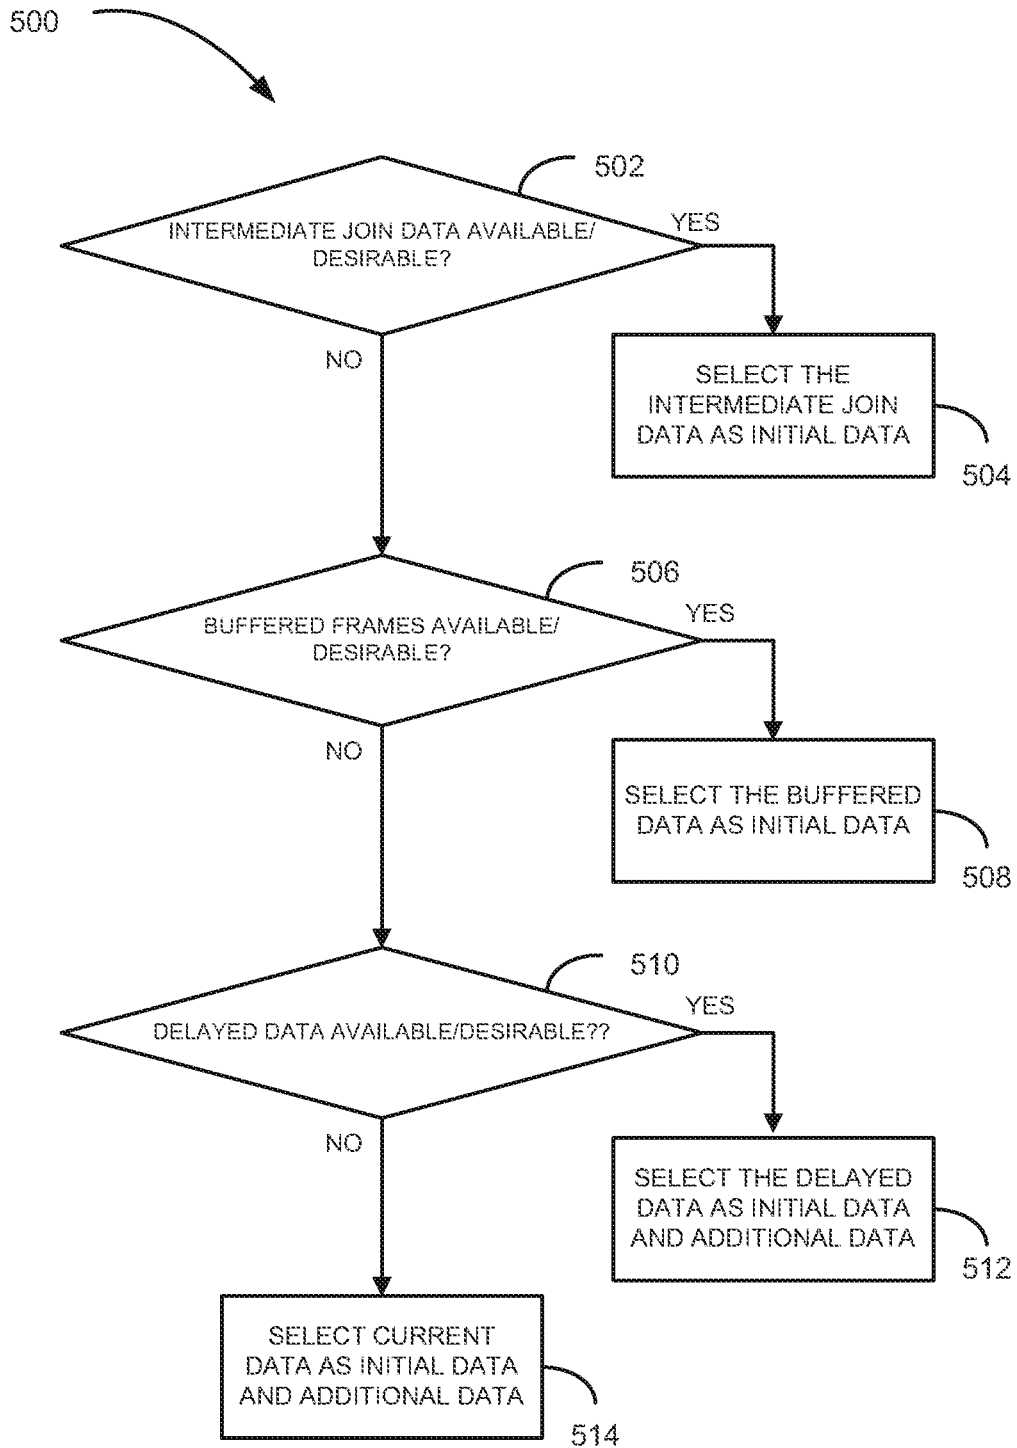 500
502
INTERMEDIATE JOIN DATA AVAILABLE/
DESIRABLE?
YES
NO
SELECT THE
INTERMEDIATE JOIN
DATA AS INITIAL DATA
504
506
BUFFERED FRAMES AVAILABLE/
DESIRABLE?
YES
NO
SELECT THE BUFFERED
DATA AS INITIAL DATA
508
510
DELAYED DATA AVAILABLE/DESIRABLE??
YES
NO
SELECT THE DELAYED
DATA AS INITIAL DATA
AND ADDITIONAL DATA
512
SELECT CURRENT
DATA AS INITIAL DATA
AND ADDITIONAL DATA
514